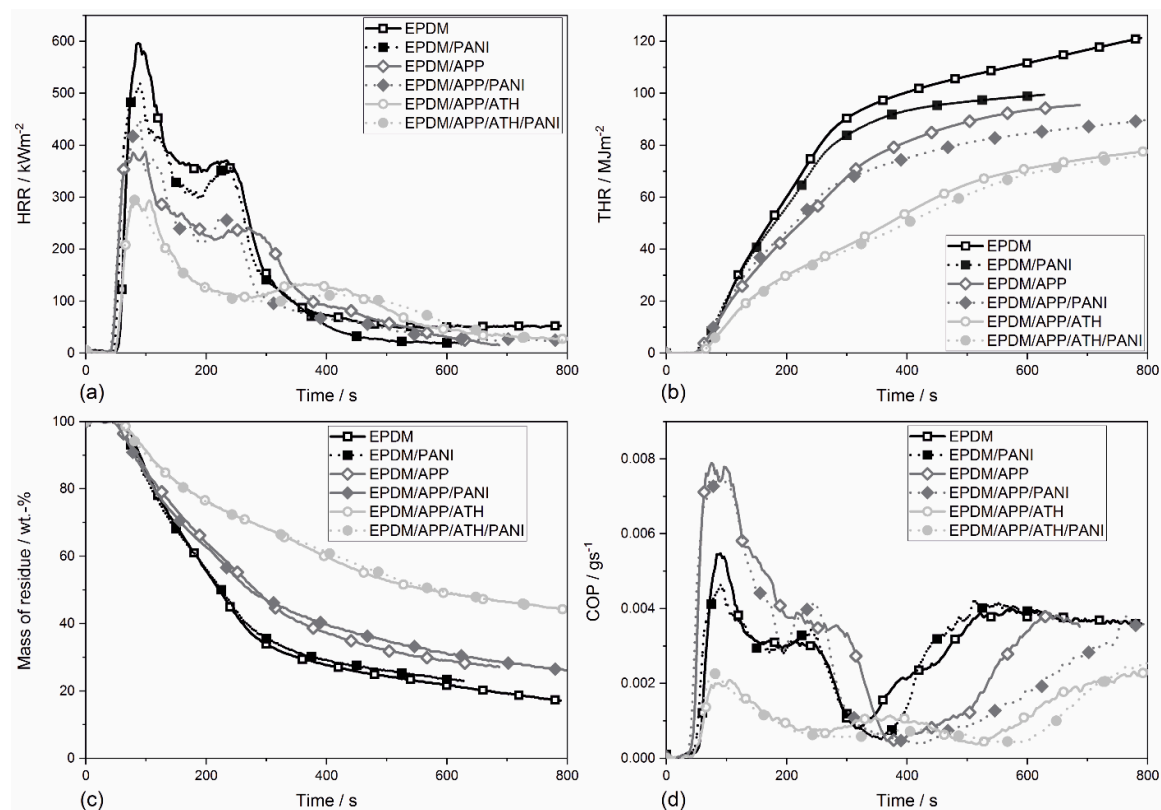 HRR / kWm-2
600
500
400
300
200
100
0
0
200
400
600
800
Time / s
(a)
EPDM
EPDM/PANI
EPDM/APP
EPDM/APP/PANI
EPDM/APP/ATH
EPDM/APP/ATH/PANI
THR / MJm-2
120
100
80
60
40
20
0
0
200
400
600
800
Time / s
(b)
EPDM
EPDM/PANI
EPDM/APP
EPDM/APP/PANI
EPDM/APP/ATH
EPDM/APP/ATH/PANI
Mass of residue / wt.-%
100
80
60
40
20
0
0
200
400
600
800
Time / s
(c)
EPDM
EPDM/PANI
EPDM/APP
EPDM/APP/PANI
EPDM/APP/ATH
EPDM/APP/ATH/PANI
COP / gs-1
0.008
0.006
0.004
0.002
0.000
0
200
400
600
800
Time / s
(d)
EPDM
EPDM/PANI
EPDM/APP
EPDM/APP/PANI
EPDM/APP/ATH
EPDM/APP/ATH/PANI